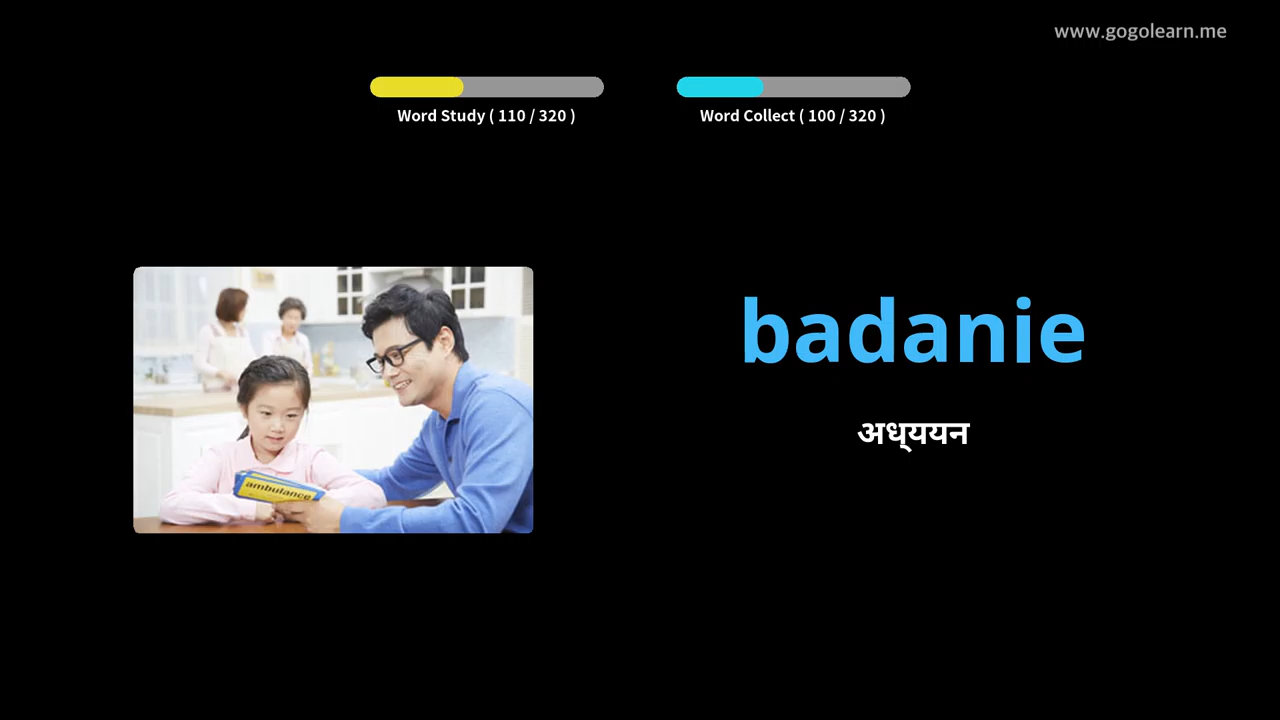 www.gogolearn.me
Word Study ( 110 / 320 )
Word Collect ( 100 / 320 )
badanie
अध्ययन
ambulance